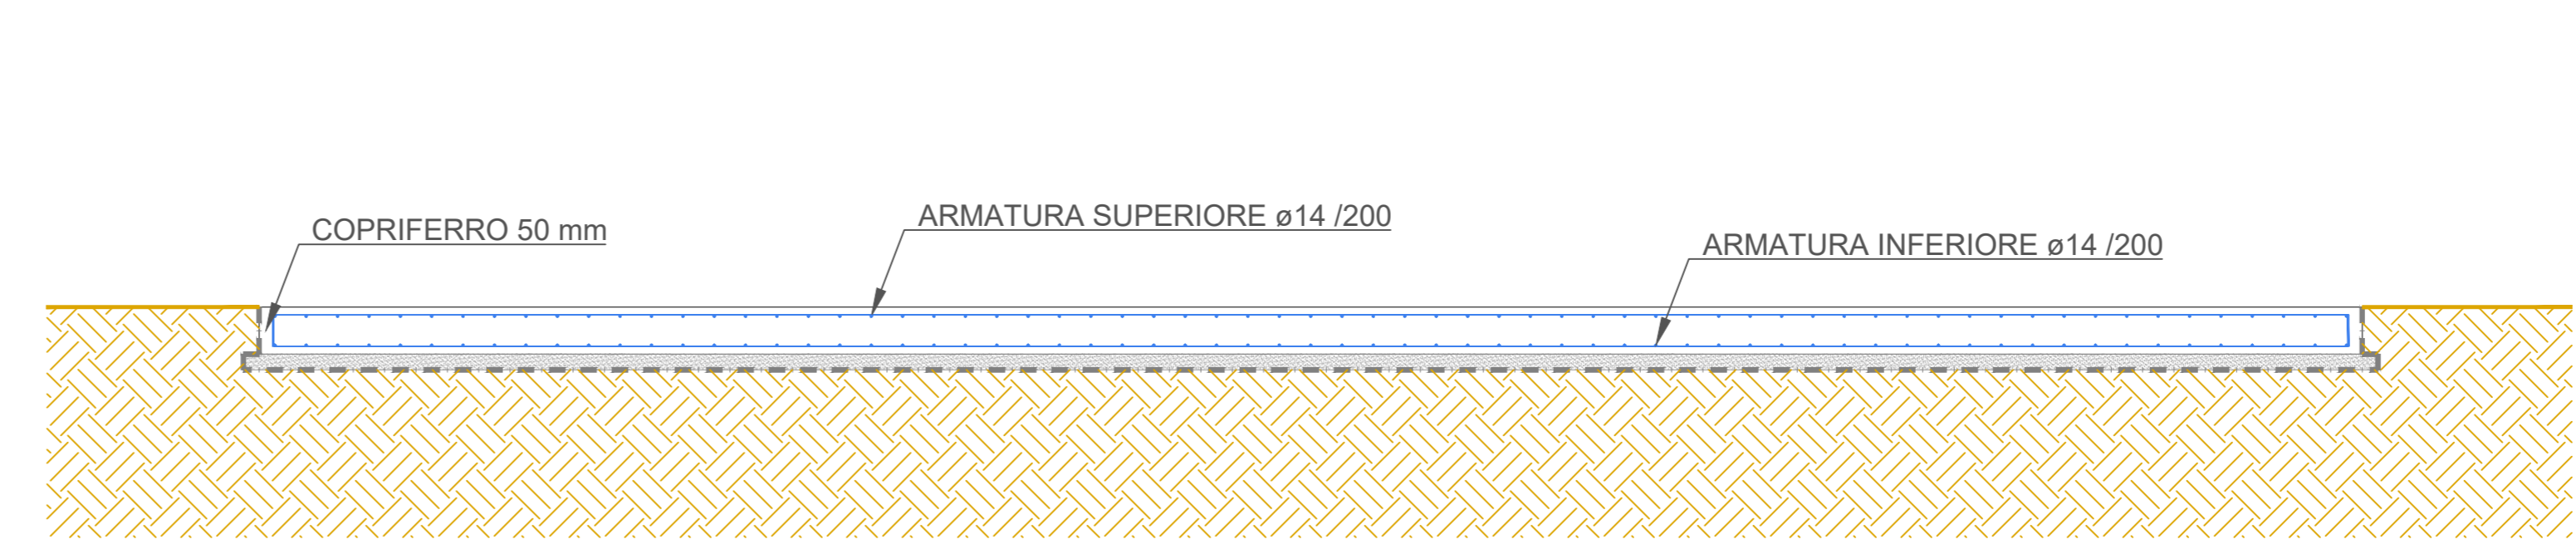 ARMATURA SUPERIORE ø14 /200
COPRIFERRO 50 mm
ARMATURA INFERIORE ø14 /200